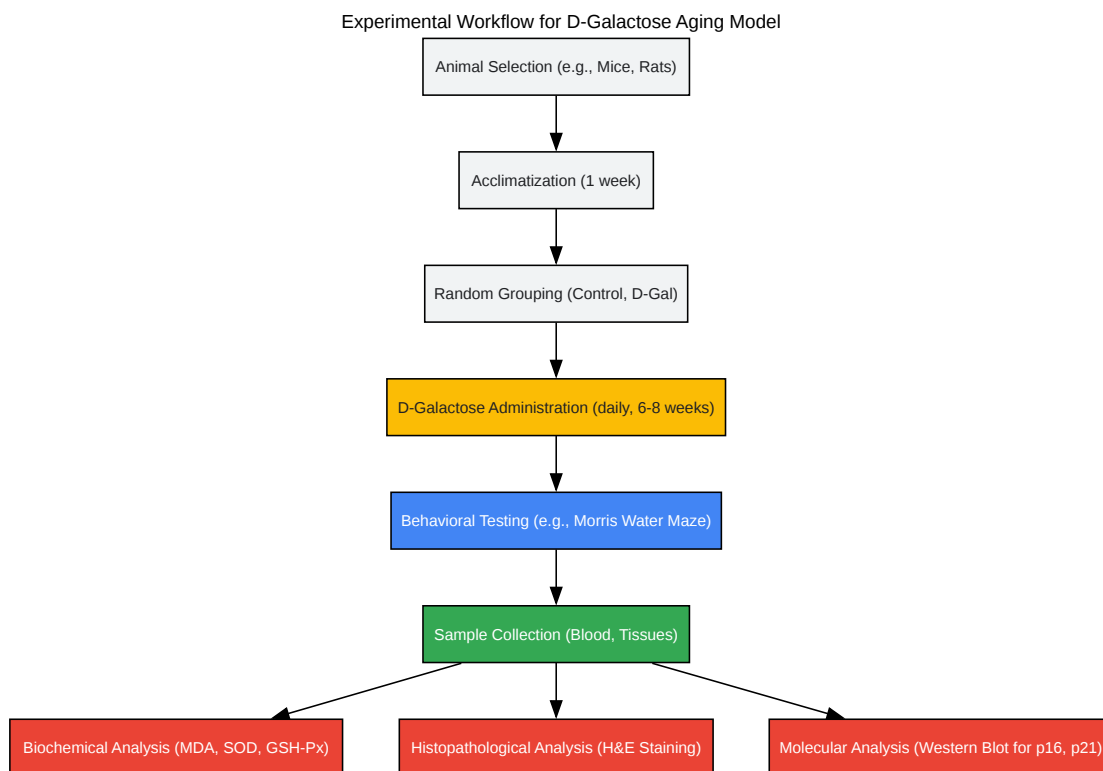 Experimental Workflow for D-Galactose Aging Model
Animal Selection (e.g., Mice, Rats)
Acclimatization (1 week)
Random Grouping (Control, D-Gal)
D-Galactose Administration (daily, 6-8 weeks)
Behavioral Testing (e.g., Morris Water Maze)
Sample Collection (Blood, Tissues)
Biochemical Analysis (MDA, SOD, GSH-Px)
Histopathological Analysis (H&E Staining)
Molecular Analysis (Western Blot for p16, p21)